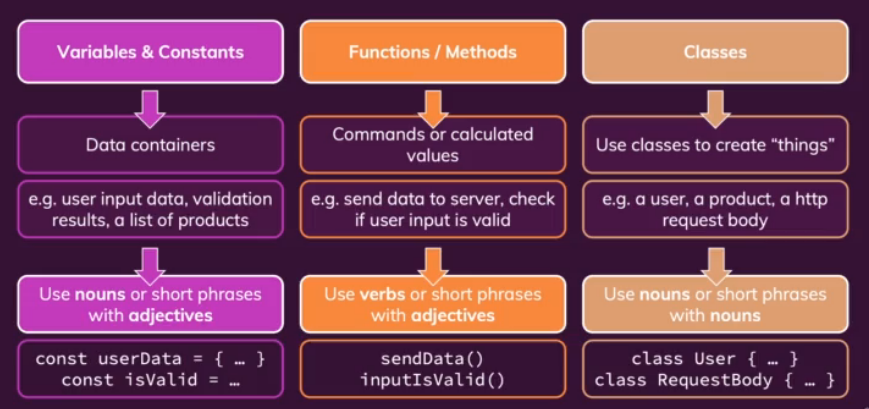 Variables & Constants
Data containers
e.g. user input data, validation
results, a list of products
Use nouns or short phrases
with adjectives
const userData = { … }
const isValid = …
Functions / Methods
Commands or calculated
values
e.g. send data to server, check
if user input is valid
Use verbs or short phrases
with adjectives
sendData()
inputIsValid()
Classes
Use classes to create “things”
e.g. a user, a product, a http
request body
Use nouns or short phrases
with nouns
class User { … }
class RequestBody { … }